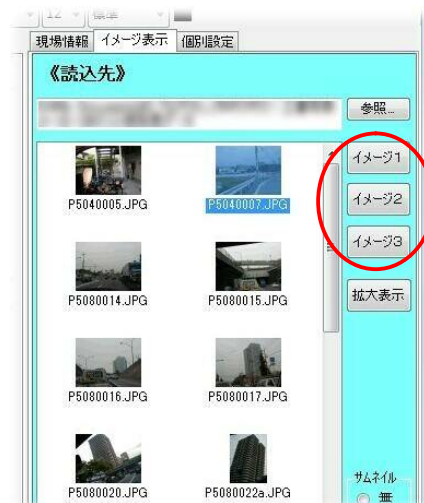 12 標準
現場情報 イメージ表示 個別設定
《読込先》
参照...
イメージ1
P5040005.JPG P5040007.JPG
イメージ2
イメージ3
P5080014.JPG P5080015.JPG
拡大表示
P5080016.JPG P5080017.JPG
サムネイル
P5080020.JPG P5080022a.JPG
無